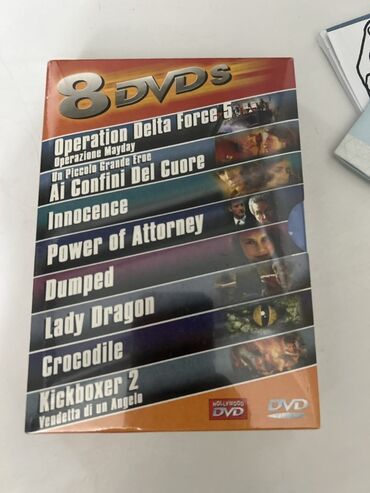 8 DVDs
Operation Delta Force 5
Operazione Mayday
Un Piccolo Grande Eroe
Ai Confini Del Cuore
Innocence
Power of Attorney
Dumped
Lady Dragon
Crocodile
Kickboxer 2
Vendetta di un Angelo
HOLLYWOOD
DVD
DVD